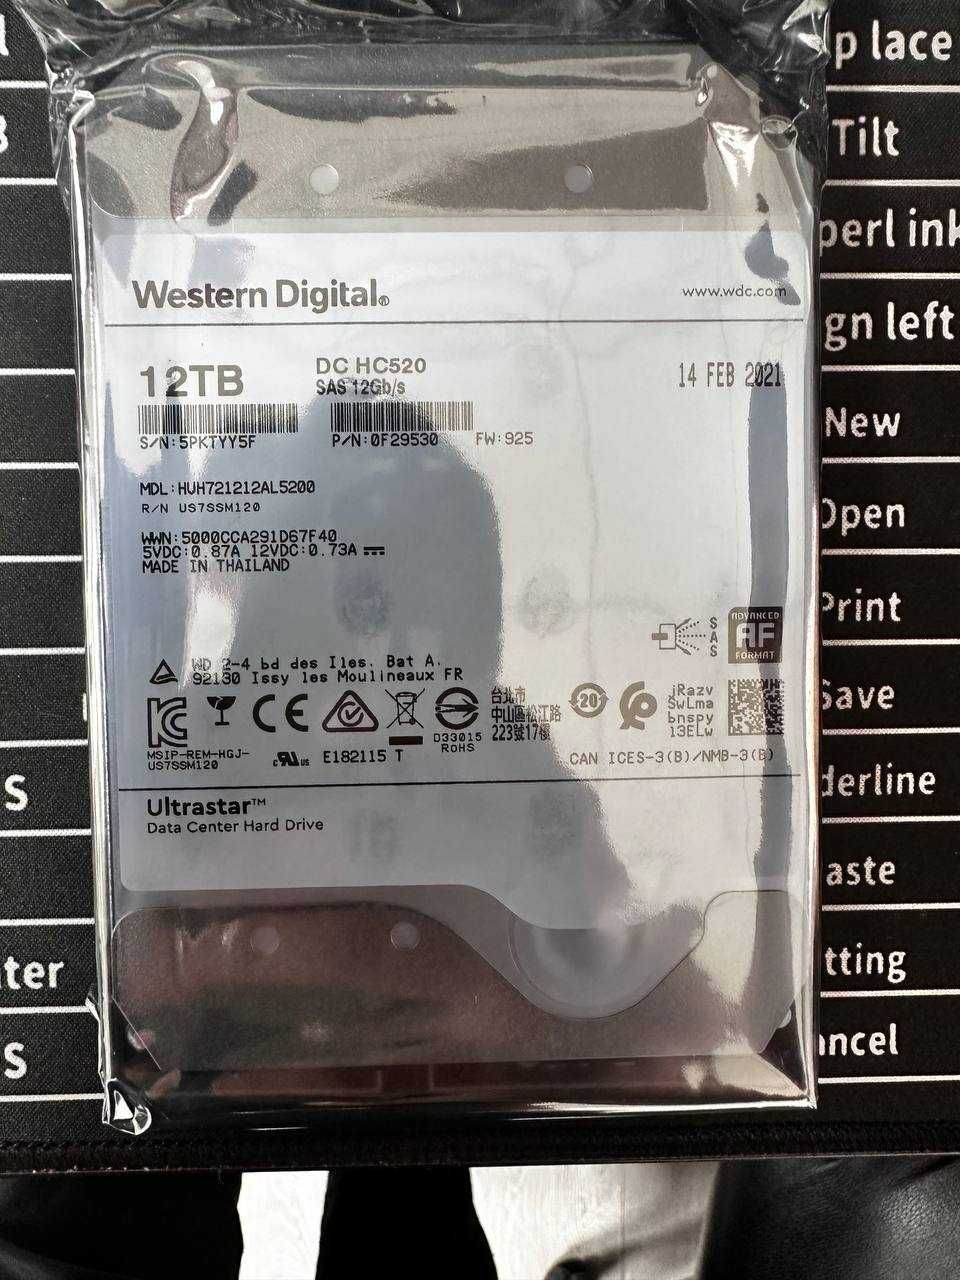 Western Digital®
www.wdc.com
12TB
DC HC520
SAS 12Gb/s
14 FEB 2021
S/N:5PKTYY5F
P/N:0F29530
FW:925
MDL:HUH721212AL5200
R/N US7SSM120
WWN:5000CCA291D67F40
5VDC:0.87A 12VDC:0.73A
MADE IN THAILAND
SAS
ADVANCED
AF
FORMAT
WD 2-4 bd des Iles. Bat A.
92130 Issy les Moulineaux FR
台北市
中山區松江路
223號17樓
20
jRazv
SwLma
bnspy
13ELw
D33015
ROHS
MSIP-REM-HGJ-
US7SSM120
E182115 T
CAN ICES-3(B)/NMB-3(B)
Ultrastar™
Data Center Hard Drive
p lace
Tilt
perl ink
gn left
New
Open
Print
Save
derline
aste
tting
ancel
S
ter
S